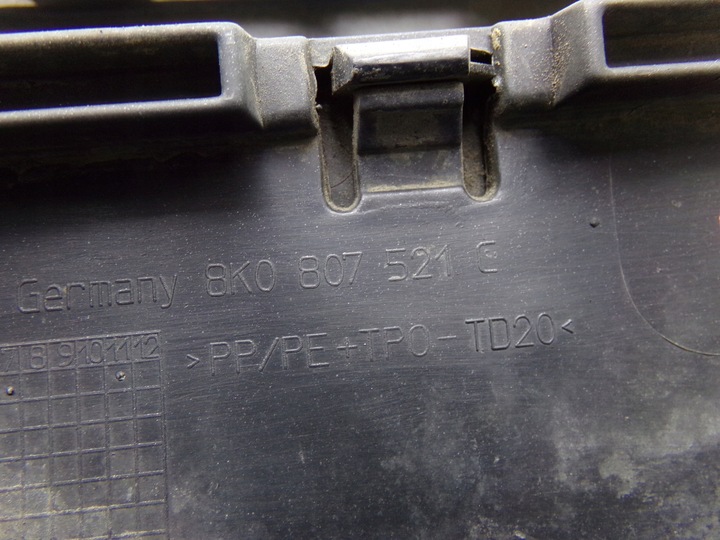 Germany 8K0 807 521 C
>PP/PE+TPO-TD20<
7 8 9 10 11 12